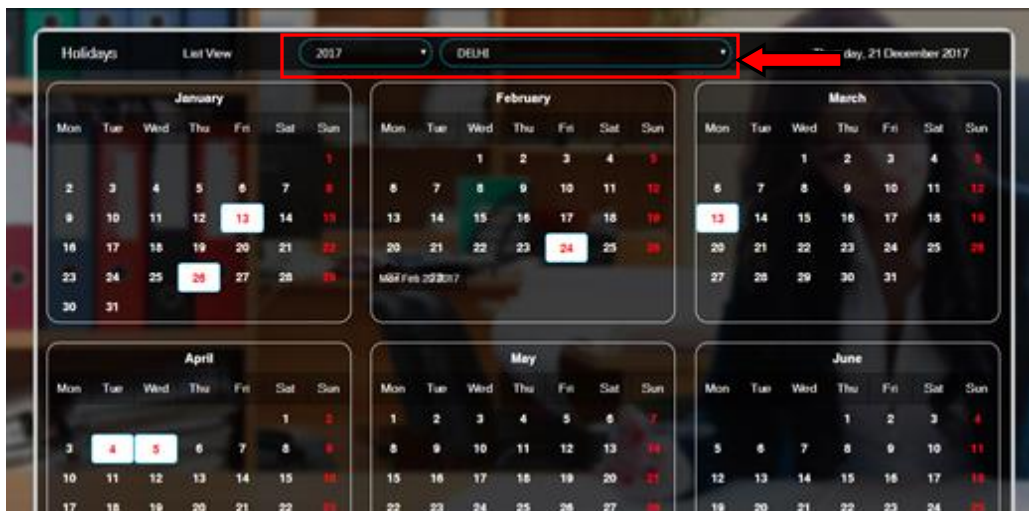 Holidays List View 2017 DELHI day, 21 December 2017
January February March
Mon Tue Wed Thu Fri Sat Sun Mon Tue Wed Thu Fri Sat Sun Mon Tue Wed Thu Fri Sat Sun
1 1 2 3 4 5 1 2 3 4 5
2 3 4 5 6 7 8 6 7 8 9 10 11 12 6 7 8 9 10 11 12
9 10 11 12 13 14 15 13 14 15 16 17 18 19 13 14 15 16 17 18 19
16 17 18 19 20 21 22 20 21 22 23 24 25 26 20 21 22 23 24 25 26
23 24 25 26 27 28 29 Mon Feb 2017 27 28 29 30 31
30 31
April May June
Mon Tue Wed Thu Fri Sat Sun Mon Tue Wed Thu Fri Sat Sun Mon Tue Wed Thu Fri Sat Sun
1 2 1 2 3 4 5 6 7 1 2 3 4
3 4 5 6 7 8 9 8 9 10 11 12 13 14 5 6 7 8 9 10 11
10 11 12 13 14 15 16 15 16 17 18 19 20 21 12 13 14 15 16 17 18
17 18 19 20 21 22 23 22 23 24 25 26 27 28 19 20 21 22 23 24 25